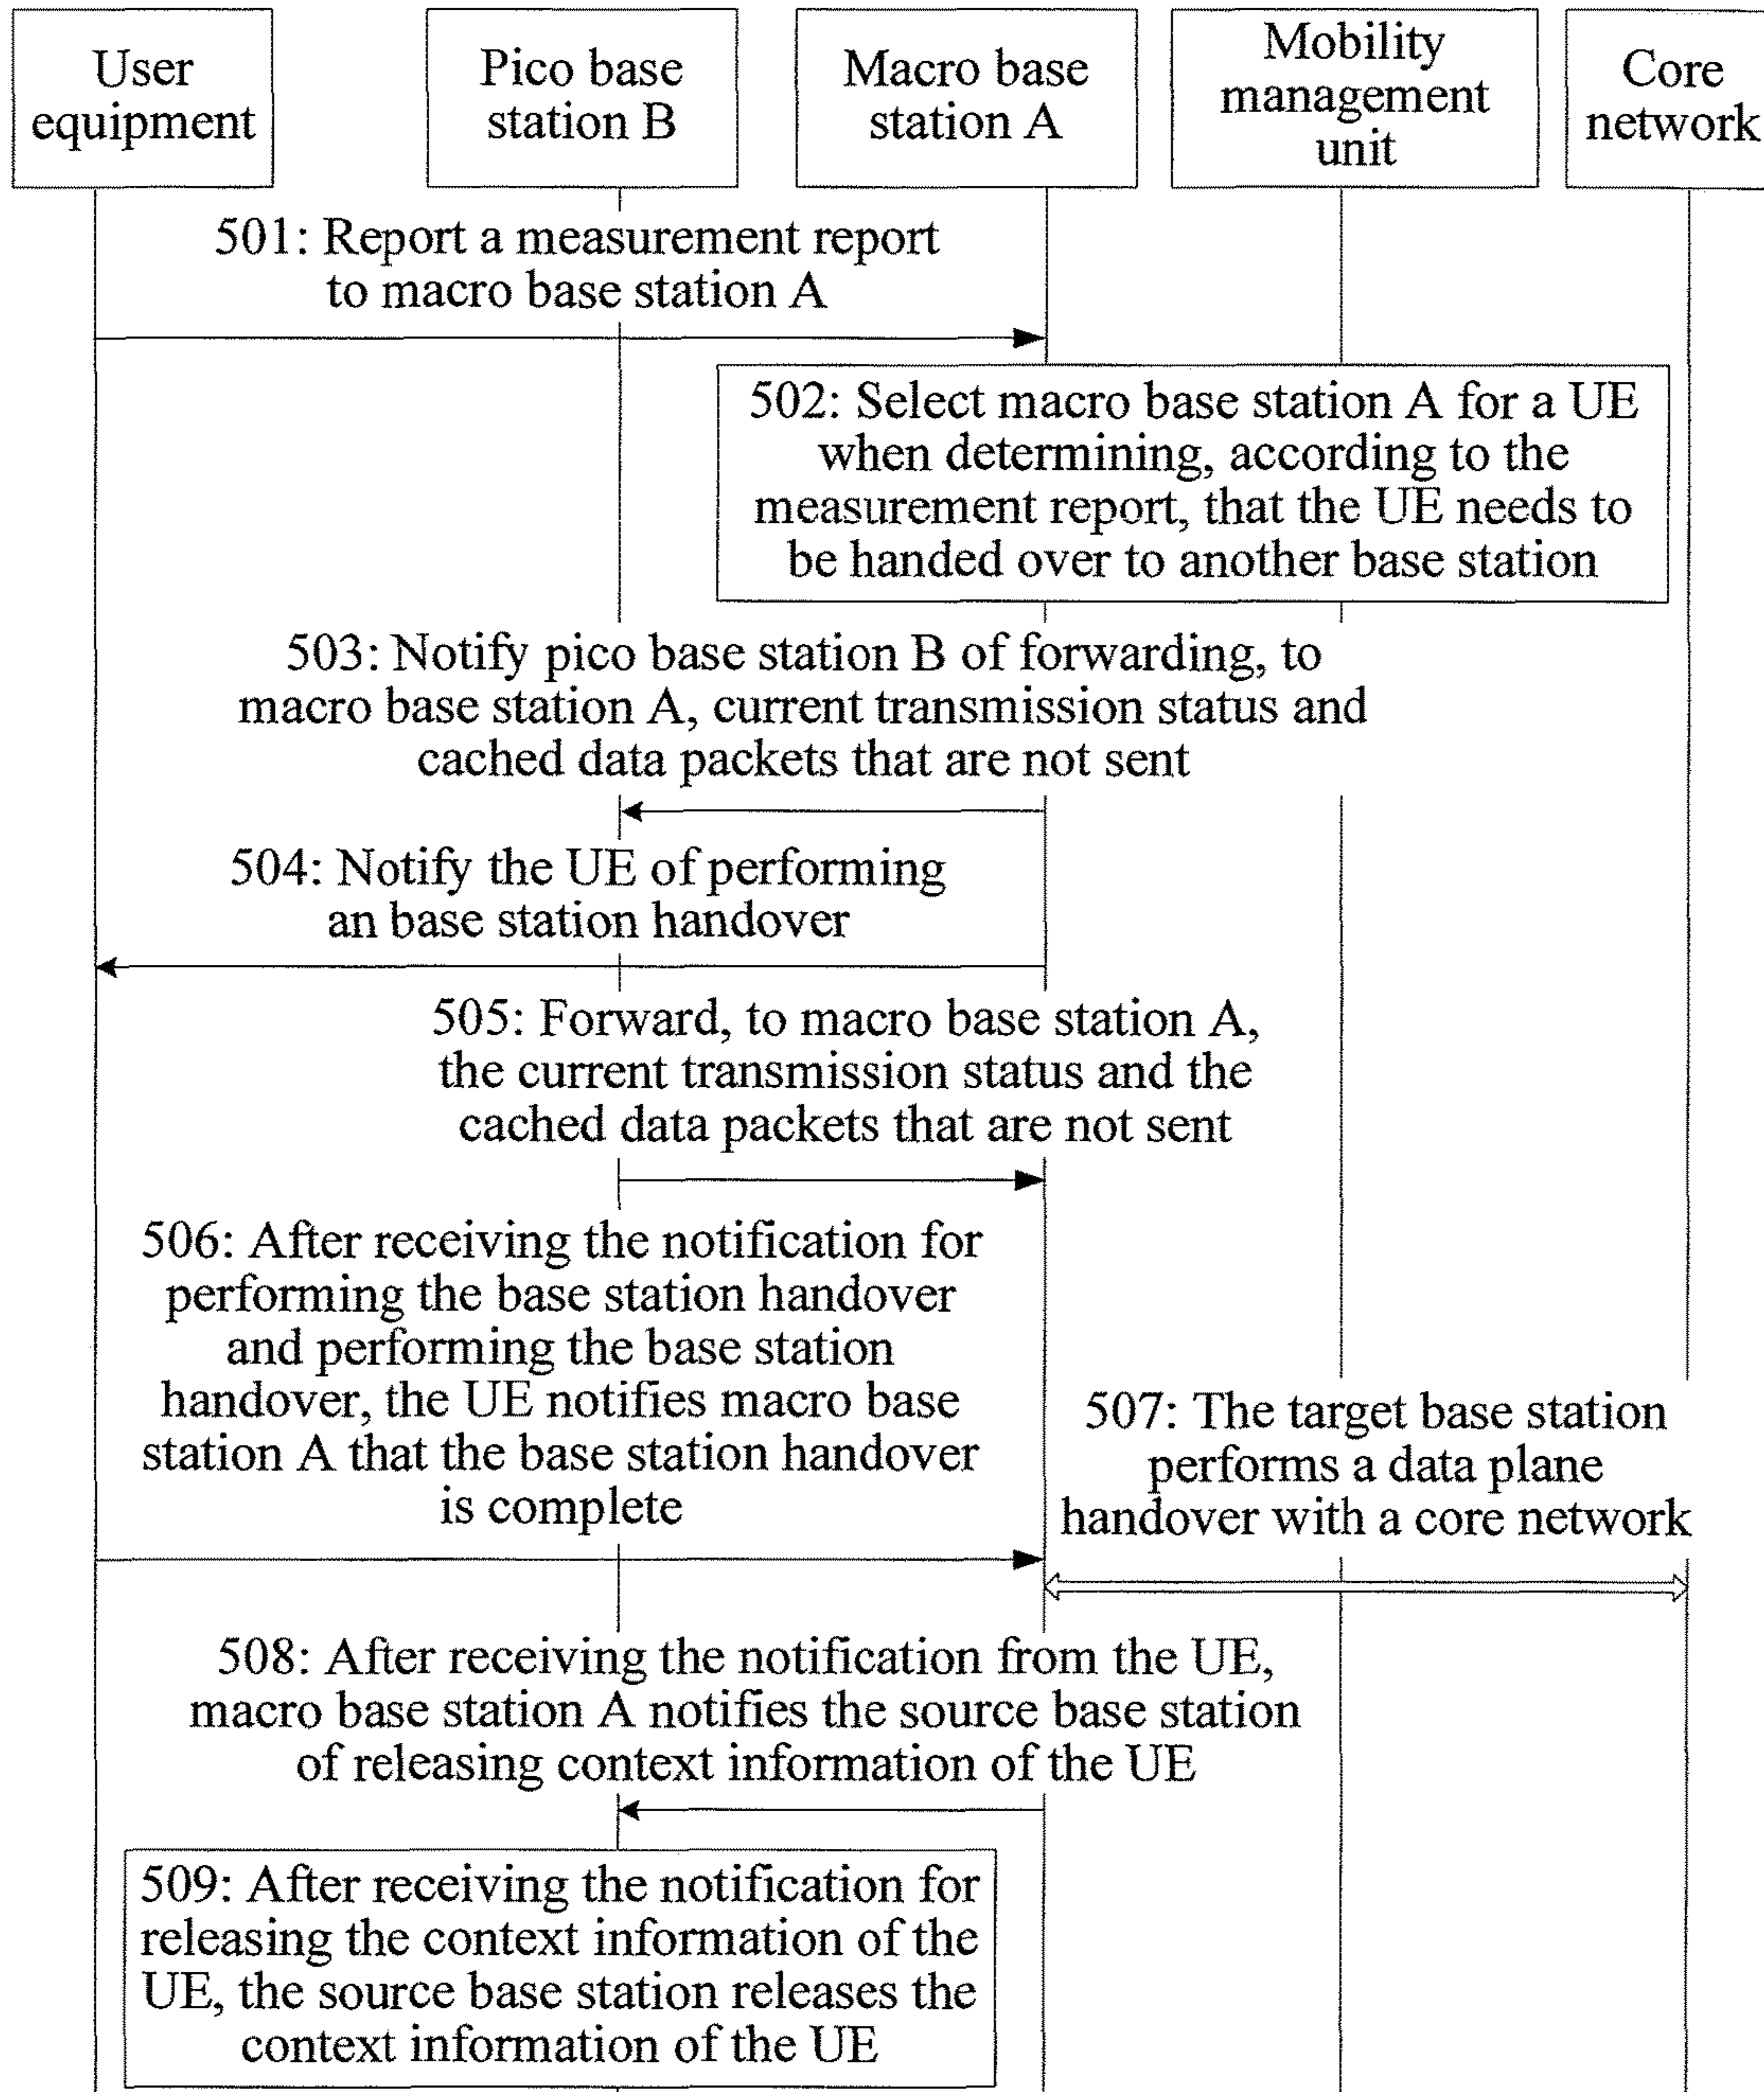 User
equipment
Pico base
station B
Macro base
station A
Mobility
management
unit
Core
network
501: Report a measurement report
to macro base station A
502: Select macro base station A for a UE
when determining, according to the
measurement report, that the UE needs to
be handed over to another base station
503: Notify pico base station B of forwarding, to
macro base station A, current transmission status and
cached data packets that are not sent
504: Notify the UE of performing
an base station handover
505: Forward, to macro base station A,
the current transmission status and the
cached data packets that are not sent
506: After receiving the notification for
performing the base station handover
and performing the base station
handover, the UE notifies macro base
station A that the base station handover
is complete
507: The target base station
performs a data plane
handover with a core network
508: After receiving the notification from the UE,
macro base station A notifies the source base station
of releasing context information of the UE
509: After receiving the notification for
releasing the context information of the
UE, the source base station releases the
context information of the UE